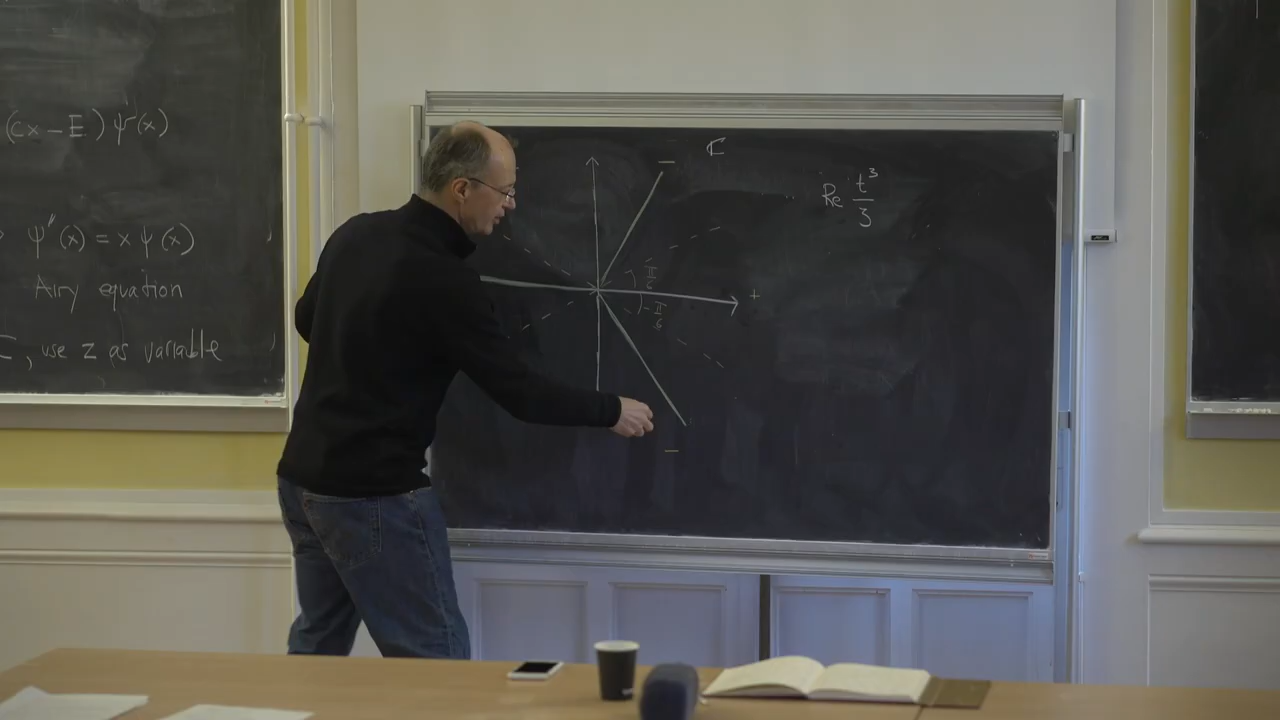 (cx-E) ψ(x)
ψ''(x) = x ψ(x)
Airy equation
ℂ, use z as variable
ℂ
Re t³/3
−
π/6
+
-π/6
−